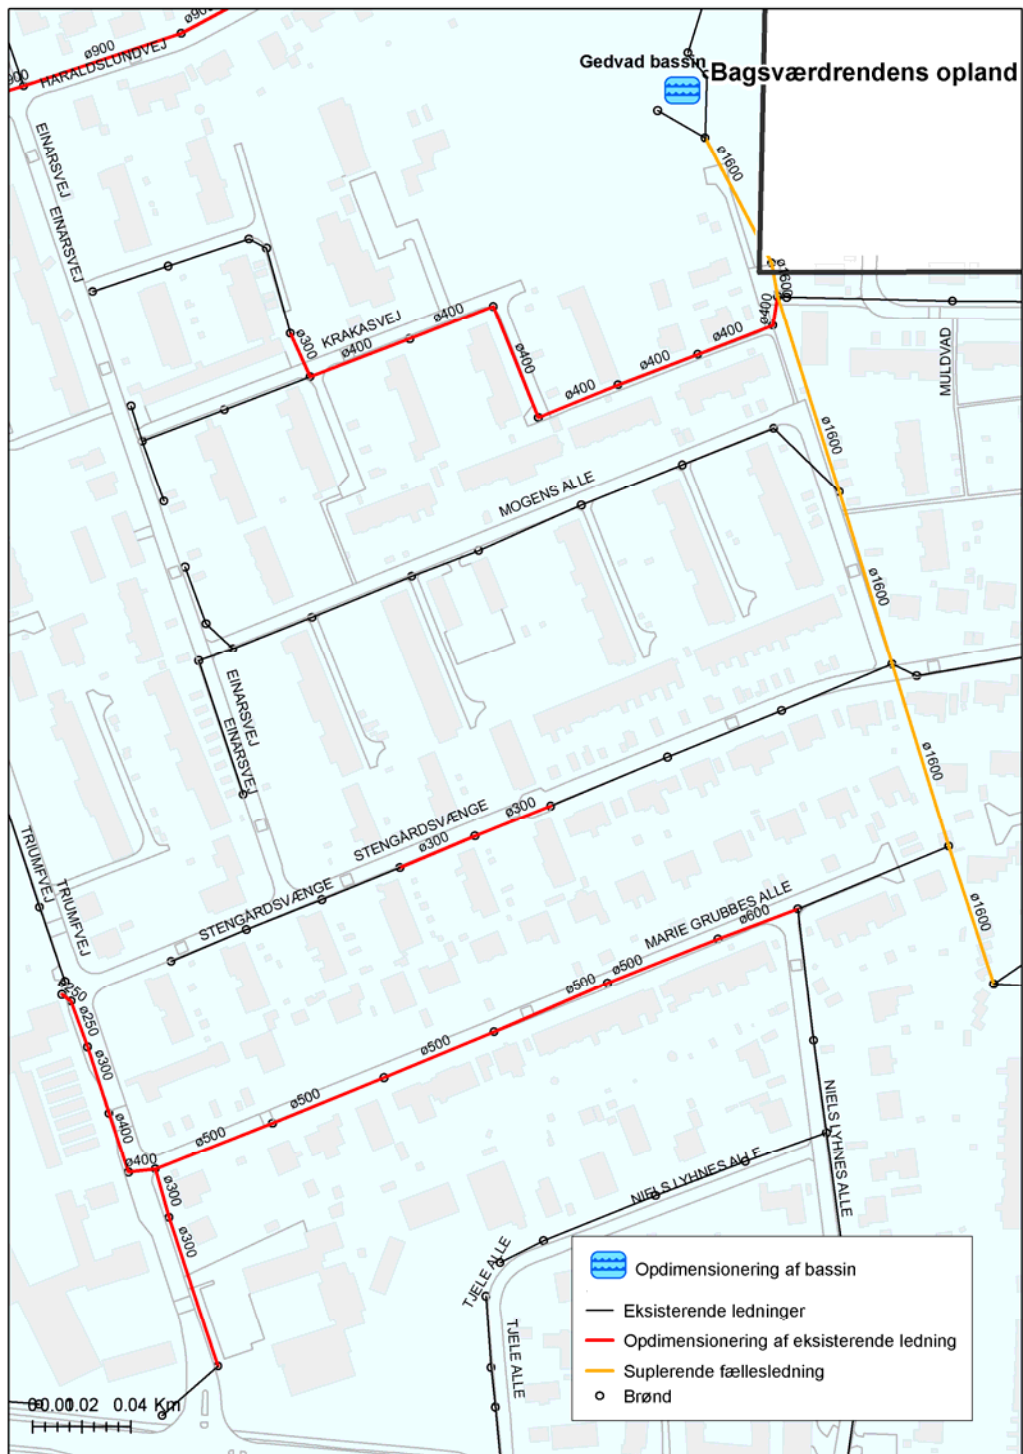 ø900
ø900
900
HARALDSLUNDVEJ
Gedvad bassin
Bagsværdrendens opland
EINARSVEJ
EINARSVEJ
ø1600
ø1600
ø300
KRAKASVEJ
ø400
ø400
ø400
ø400
ø400
ø400
ø400
MULDVAD
ø1600
MOGENS ALLE
ø1600
EINARSVEJ
EINARSVEJ
ø1600
STENGÅRDSVÆNGE
ø300
ø300
TRIUMFVEJ
TRIUMFVEJ
STENGÅRDSVÆNGE
MARIE GRUBBES ALLE
ø600
ø1600
ø500
ø500
ø250
ø250
ø300
ø500
ø500
ø500
ø400
ø400
ø300
ø300
NIELS LYHNES ALLE
NIELS LYHNES ALLE
TJELE ALLE
TJELE ALLE
Opdimensionering af bassin
Eksisterende ledninger
Opdimensionering af eksisterende ledning
Suplerende fællesledning
Brønd
0 0.01 0.02 0.04 Km